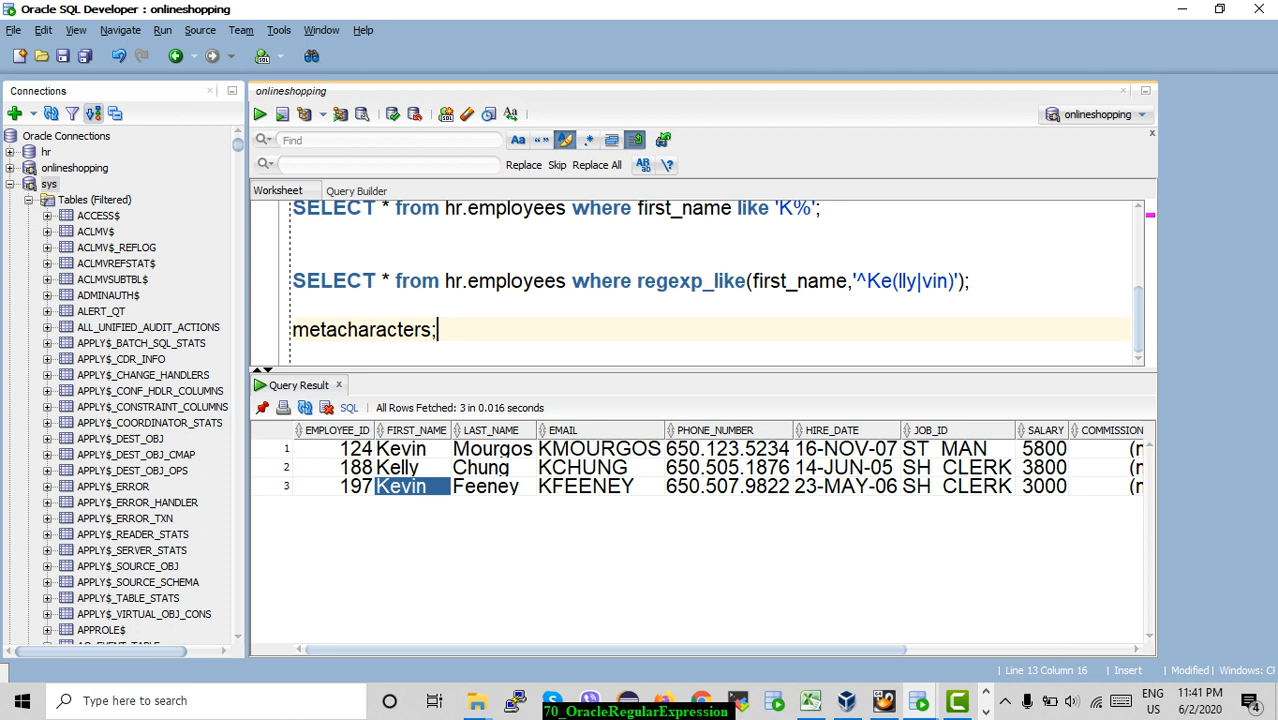 Oracle SQL Developer : onlineshopping
File Edit View Navigate Run Source Team Tools Window Help
Connections
Oracle Connections
hr
onlineshopping
sys
Tables (Filtered)
ACCESS$
ACLMV$
ACLMV$_REFLOG
ACLMVREFSTAT$
ACLMVSUBTBL$
ADMINAUTH$
ALERT_QT
ALL_UNIFIED_AUDIT_ACTIONS
APPLY$_BATCH_SQL_STATS
APPLY$_CDR_INFO
APPLY$_CHANGE_HANDLERS
APPLY$_CONF_HDLR_COLUMNS
APPLY$_CONSTRAINT_COLUMNS
APPLY$_COORDINATOR_STATS
APPLY$_DEST_OBJ
APPLY$_DEST_OBJ_CMAP
APPLY$_DEST_OBJ_OPS
APPLY$_ERROR
APPLY$_ERROR_HANDLER
APPLY$_ERROR_TXN
APPLY$_READER_STATS
APPLY$_SERVER_STATS
APPLY$_SOURCE_OBJ
APPLY$_SOURCE_SCHEMA
APPLY$_TABLE_STATS
APPLY$_VIRTUAL_OBJ_CONS
APPROLE$
onlineshopping
onlineshopping
Find
Replace Skip Replace All
Worksheet Query Builder
SELECT * from hr.employees where first_name like 'K%';
SELECT * from hr.employees where regexp_like(first_name,'^Ke(lly|vin)');
metacharacters;
Query Result
SQL All Rows Fetched: 3 in 0.016 seconds
EMPLOYEE_ID FIRST_NAME LAST_NAME EMAIL PHONE_NUMBER HIRE_DATE JOB_ID SALARY COMMISSION
1 124 Kevin Mourgos KMOURGOS 650.123.5234 16-NOV-07 ST_MAN 5800 (n
2 188 Kelly Chung KCHUNG 650.505.1876 14-JUN-05 SH_CLERK 3800 (n
3 197 Kevin Feeney KFEENEY 650.507.9822 23-MAY-06 SH_CLERK 3000 (n
Line 13 Column 16 Insert Modified Windows: CF
Type here to search
70_OracleRegularExpression
ENG
US
11:41 PM
6/2/2020
4